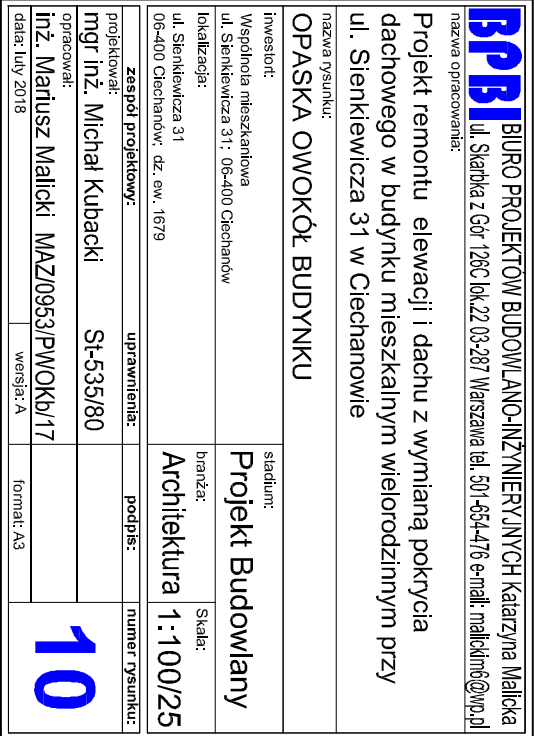 BPBI BIURO PROJEKTÓW BUDOWLANO-INŻYNIERYJNYCH Katarzyna Malicka
ul. Skarbka z Gór 126C lok.22 03-287 Warszawa tel. 501-654-476 e-mail: malickim6@wp.pl
nazwa opracowania:
Projekt remontu elewacji i dachu z wymianą pokrycia
dachowego w budynku mieszkalnym wielorodzinnym przy
ul. Sienkiewicza 31 w Ciechanowie
nazwa rysunku:
OPASKA OWOKÓŁ BUDYNKU
inwestort:
Wspólnota mieszkaniowa
ul. Sienkiewicza 31; 06-400 Ciechanów
stadium:
Projekt Budowlany
lokalizacja:
ul. Sienkiewicza 31
06-400 Ciechanów; dz. ew. 1679
branża:
Architektura
Skala:
1:100/25
zespół projektowy: uprawnienia: podpis: numer rysunku:
projektował:
mgr inż. Michał Kubacki St-535/80
opracował:
inż. Mariusz Malicki MAZ/0953/PWOKb/17
data: luty 2018 wersja: A format: A3
10